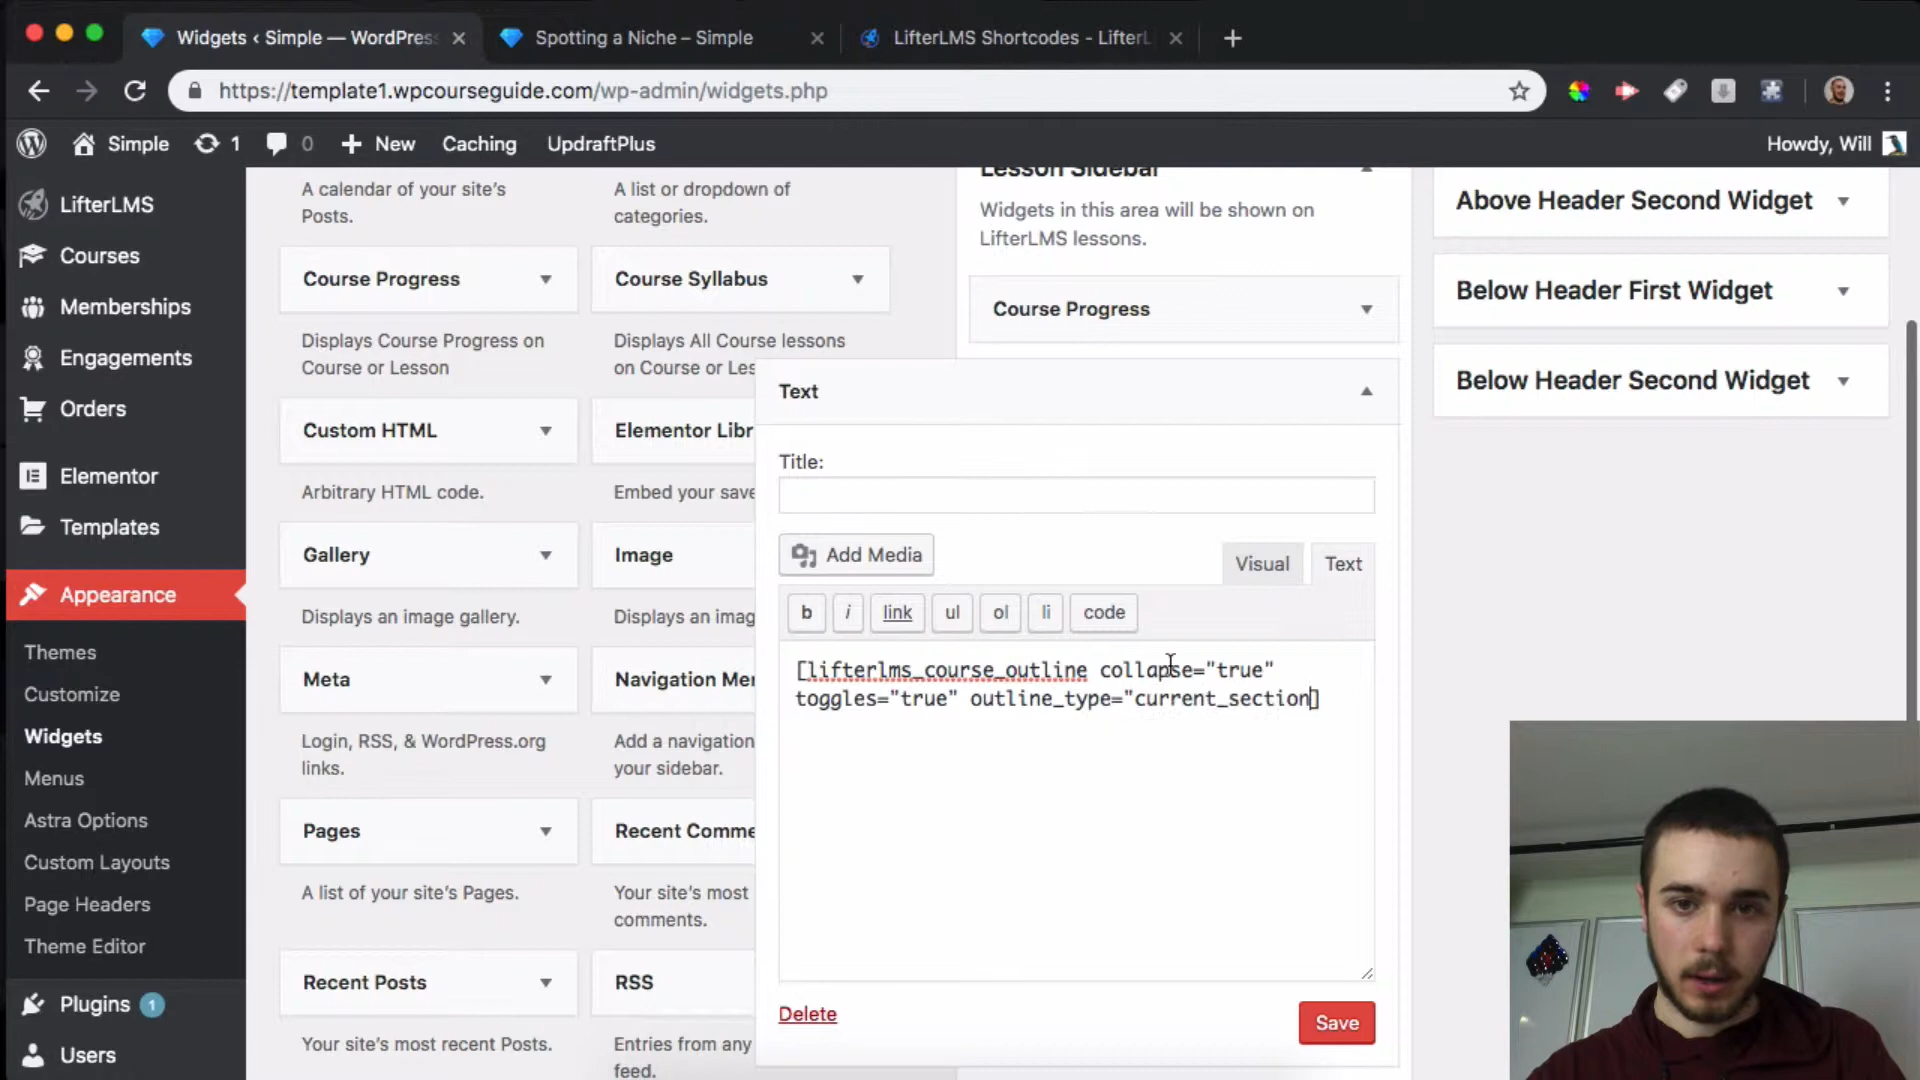 Widgets ‹ Simple — WordPres
Spotting a Niche – Simple
LifterLMS Shortcodes - Lifter
https://template1.wpcourseguide.com/wp-admin/widgets.php
Simple
1
0
New
Caching
UpdraftPlus
Howdy, Will
LifterLMS
Courses
Memberships
Engagements
Orders
Elementor
Templates
Appearance
Themes
Customize
Widgets
Menus
Astra Options
Custom Layouts
Page Headers
Theme Editor
Plugins 1
Users
A calendar of your site's
Posts.
A list or dropdown of
categories.
Course Progress
Course Syllabus
Displays Course Progress on
Course or Lesson
Displays All Course lessons
on Course or Les
Custom HTML
Elementor Libr
Arbitrary HTML code.
Embed your save
Gallery
Image
Displays an image gallery.
Displays an imag
Meta
Navigation Me
Login, RSS, & WordPress.org
links.
Add a navigation
your sidebar.
Pages
Recent Comme
A list of your site's Pages.
Your site's most
comments.
Recent Posts
RSS
Your site's most recent Posts.
Entries from any
feed.
Lesson Sidebar
Widgets in this area will be shown on
LifterLMS lessons.
Course Progress
Text
Title:
Add Media
Visual
Text
b
i
link
ul
ol
li
code
[lifterlms_course_outline collapse="true"
toggles="true" outline_type="current_section]
Delete
Save
Above Header Second Widget
Below Header First Widget
Below Header Second Widget